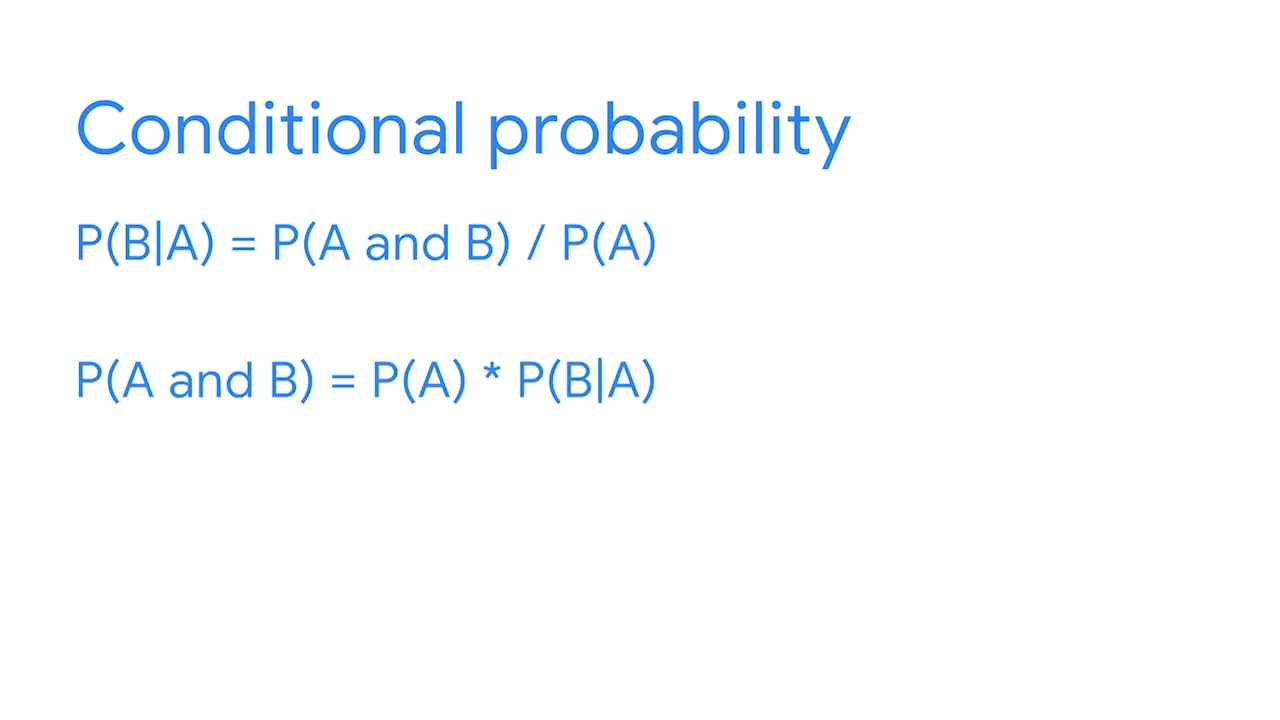 Conditional probability
P(B|A) = P(A and B) / P(A)
P(A and B) = P(A) * P(B|A)